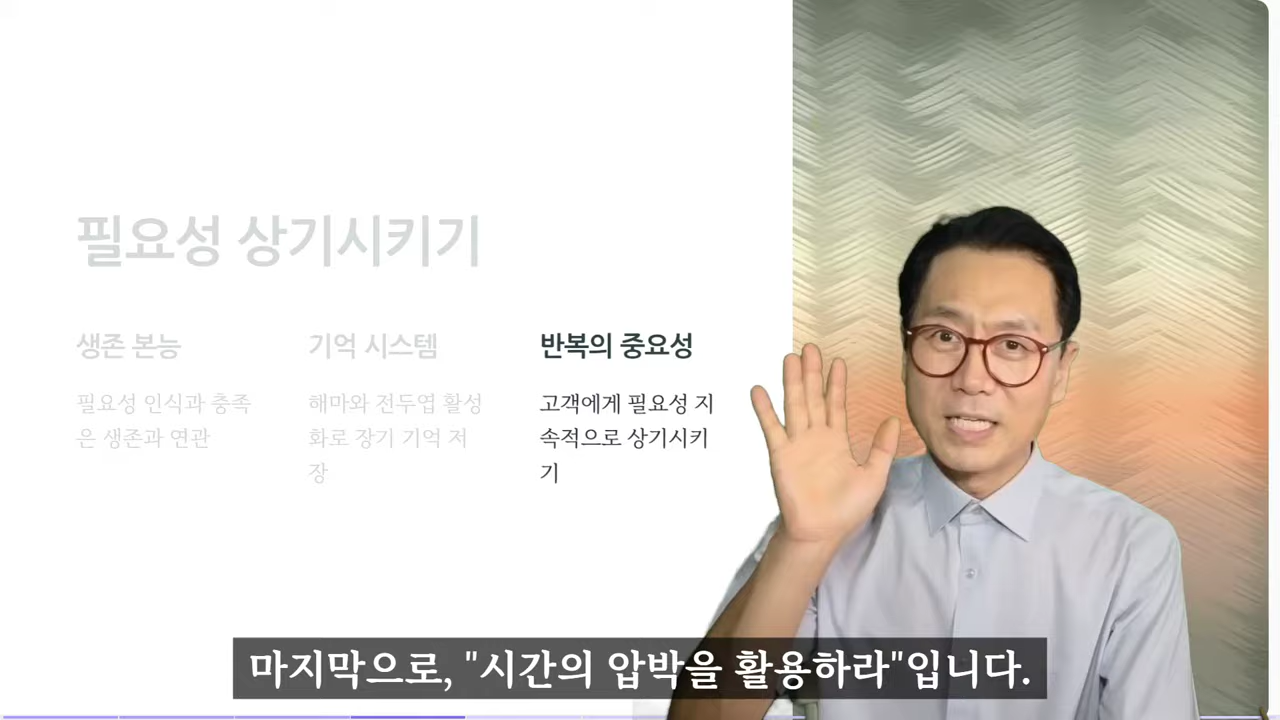 필요성 상기시키기
생존 본능
필요성 인식과 충족
은 생존과 연관
기억 시스템
해마와 전두엽 활성
화로 장기 기억 저
장
반복의 중요성
고객에게 필요성 지
속적으로 상기시키
기
마지막으로, "시간의 압박을 활용하라"입니다.